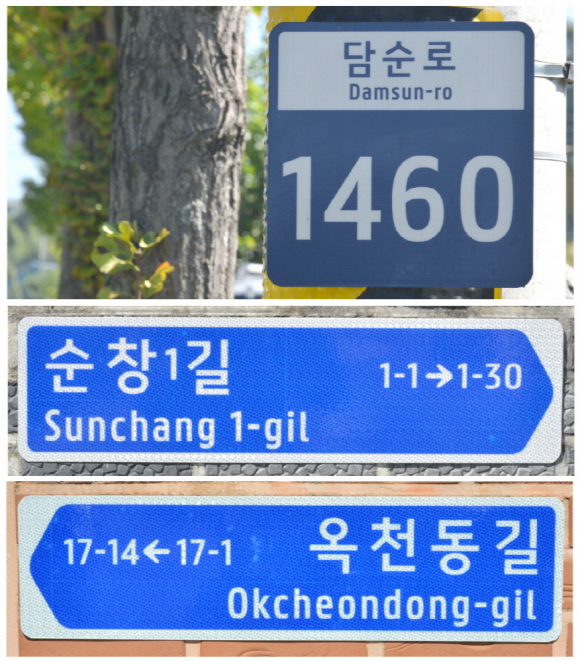 담순로
Damsun-ro
1460
순창1길
1-1→1-30
Sunchang 1-gil
17-14←17-1
옥천동길
Okcheondong-gil